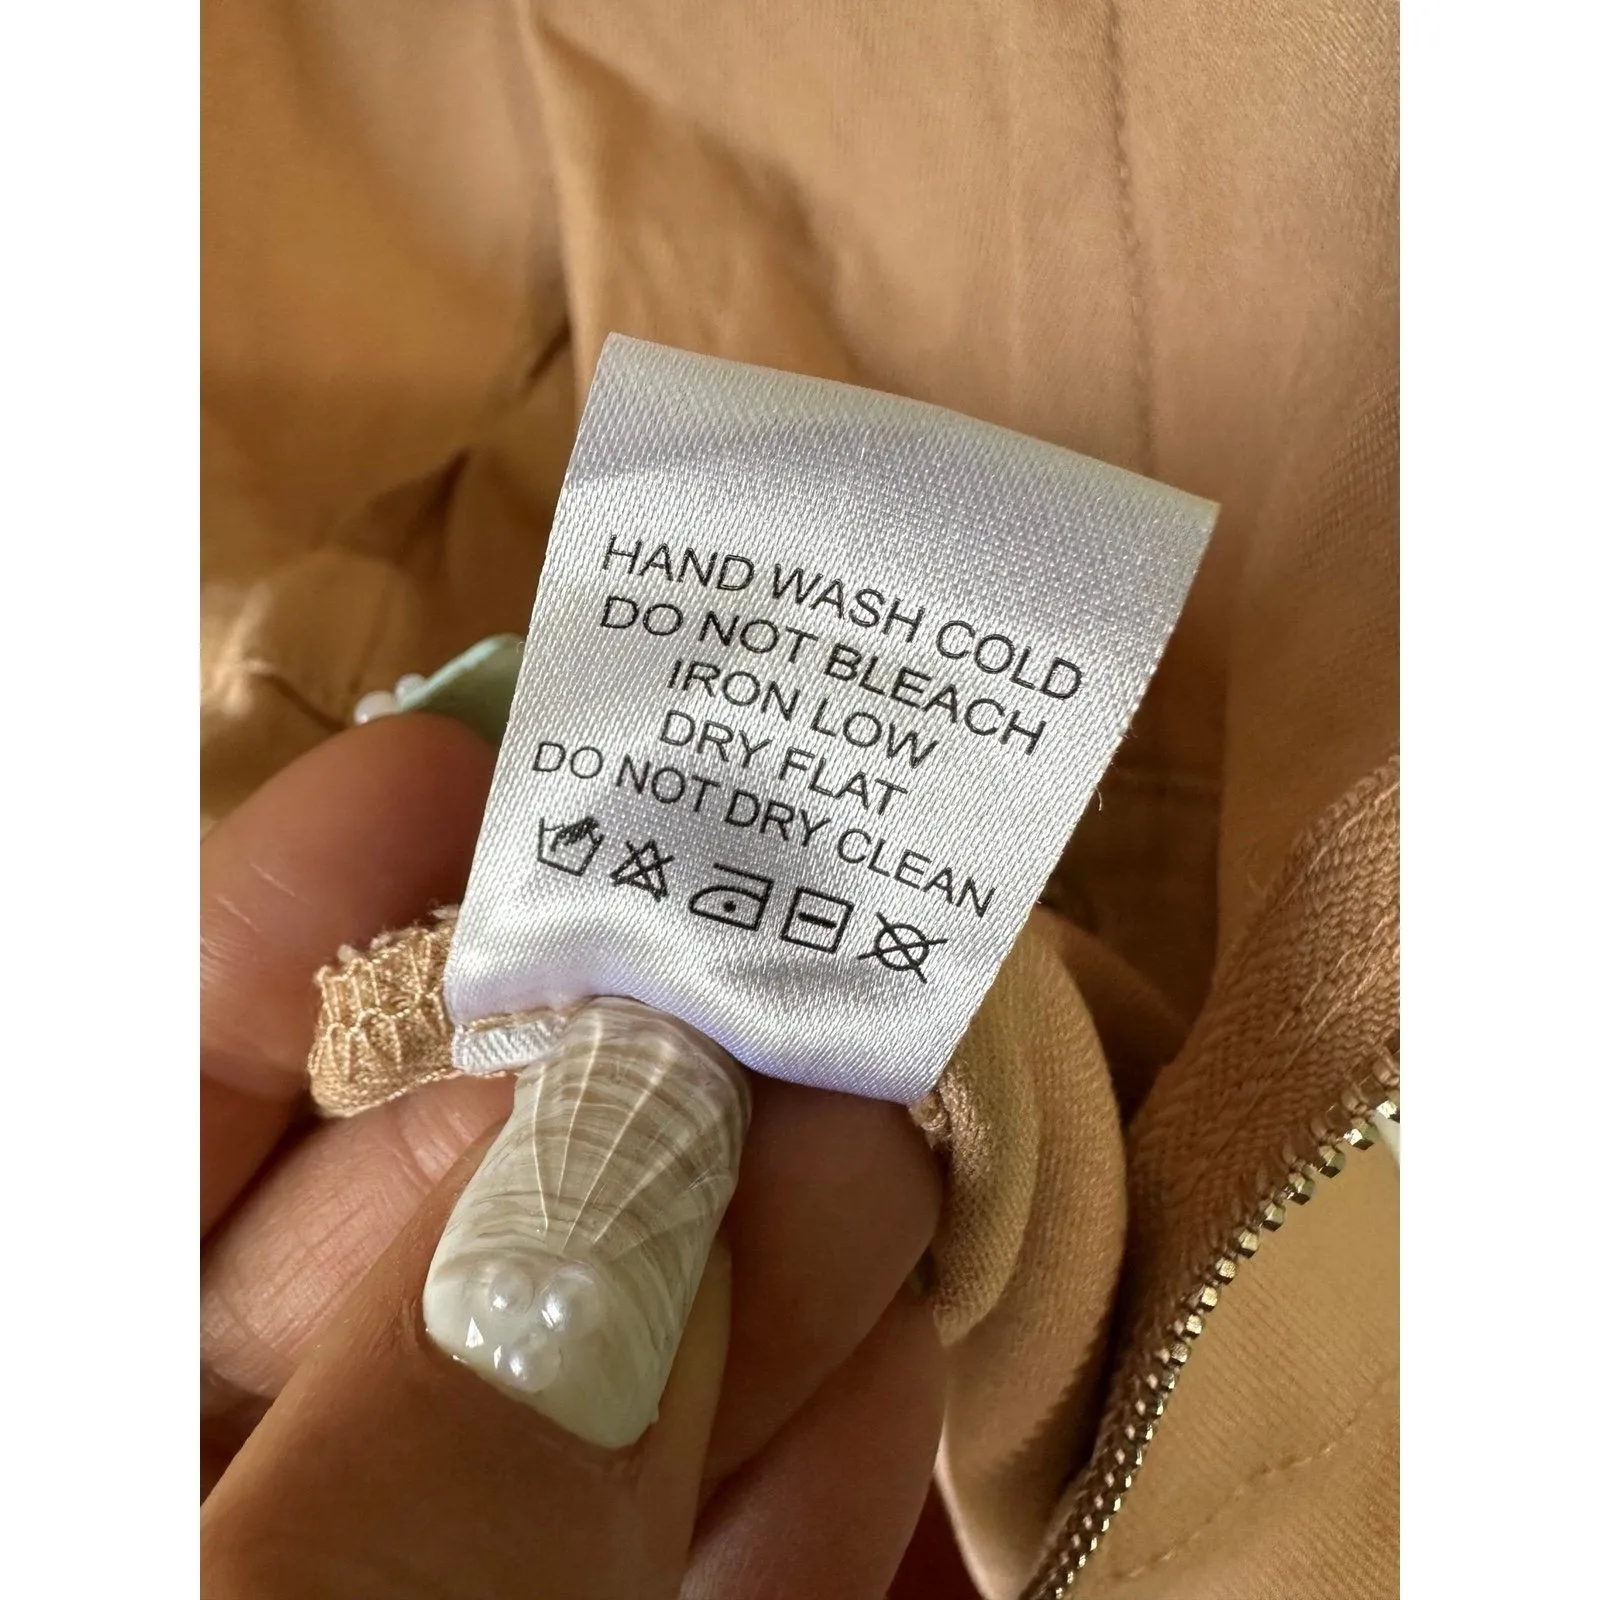 HAND WASH COLD
DO NOT BLEACH
IRON LOW
DRY FLAT
DO NOT DRY CLEAN